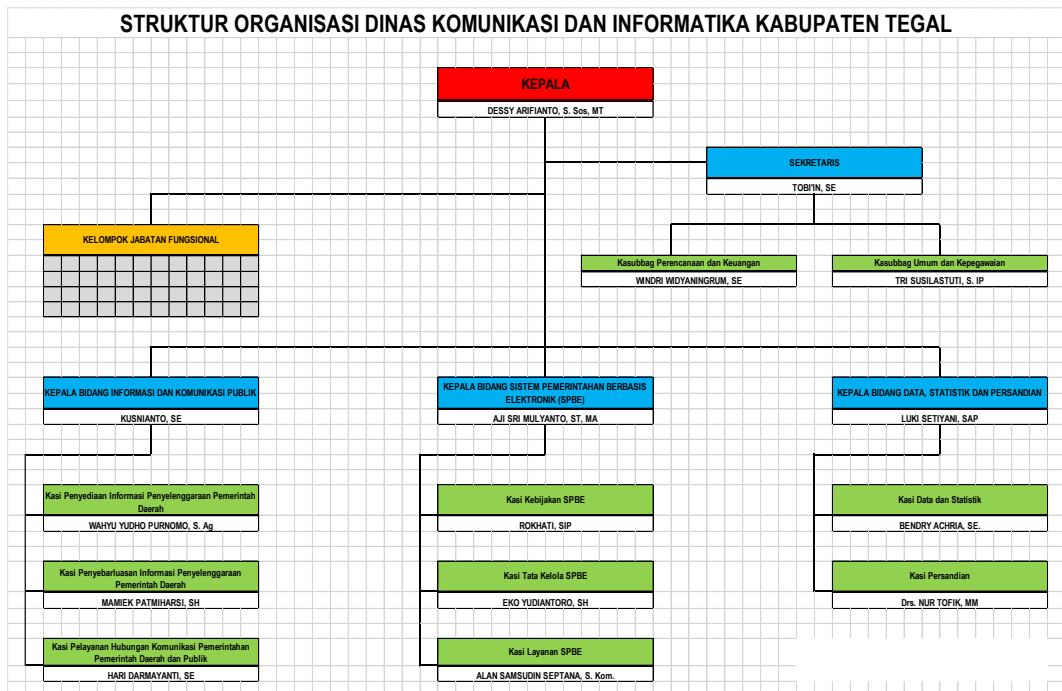 STRUKTUR ORGANISASI DINAS KOMUNIKASI DAN INFORMATIKA KABUPATEN TEGAL
KEPALA
DESSY ARIFIANTO, S. Sos, MT
SEKRETARIS
TOBI'IN, SE
KELOMPOK JABATAN FUNGSIONAL
Kasubbag Perencanaan dan Keuangan
WINDRI WIDYANINGRUM, SE
Kasubbag Umum dan Kepegawaian
TRI SUSILASTUTI, S. IP
KEPALA BIDANG INFORMASI DAN KOMUNIKASI PUBLIK
KUSNIANTO, SE
KEPALA BIDANG SISTEM PEMERINTAHAN BERBASIS
ELEKTRONIK (SPBE)
AJI SRI MULYANTO, ST, MA
KEPALA BIDANG DATA, STATISTIK DAN PERSANDIAN
LUKI SETIYANI, SAP
Kasi Penyediaan Informasi Penyelenggaraan Pemerintah
Daerah
WAHYU YUDHO PURNOMO, S. Ag
Kasi Penyebarluasan Informasi Penyelenggaraan
Pemerintah Daerah
MAMIEK PATMIHARSI, SH
Kasi Pelayanan Hubungan Komunikasi Pemerintahan
Pemerintah Daerah dan Publik
HARI DARMAYANTI, SE
Kasi Kebijakan SPBE
ROKHATI, SIP
Kasi Tata Kelola SPBE
EKO YUDIANTORO, SH
Kasi Layanan SPBE
ALAN SAMSUDIN SEPTANA, S. Kom.
Kasi Data dan Statistik
BENDRY ACHRIA, SE.
Kasi Persandian
Drs. NUR TOFIK, MM